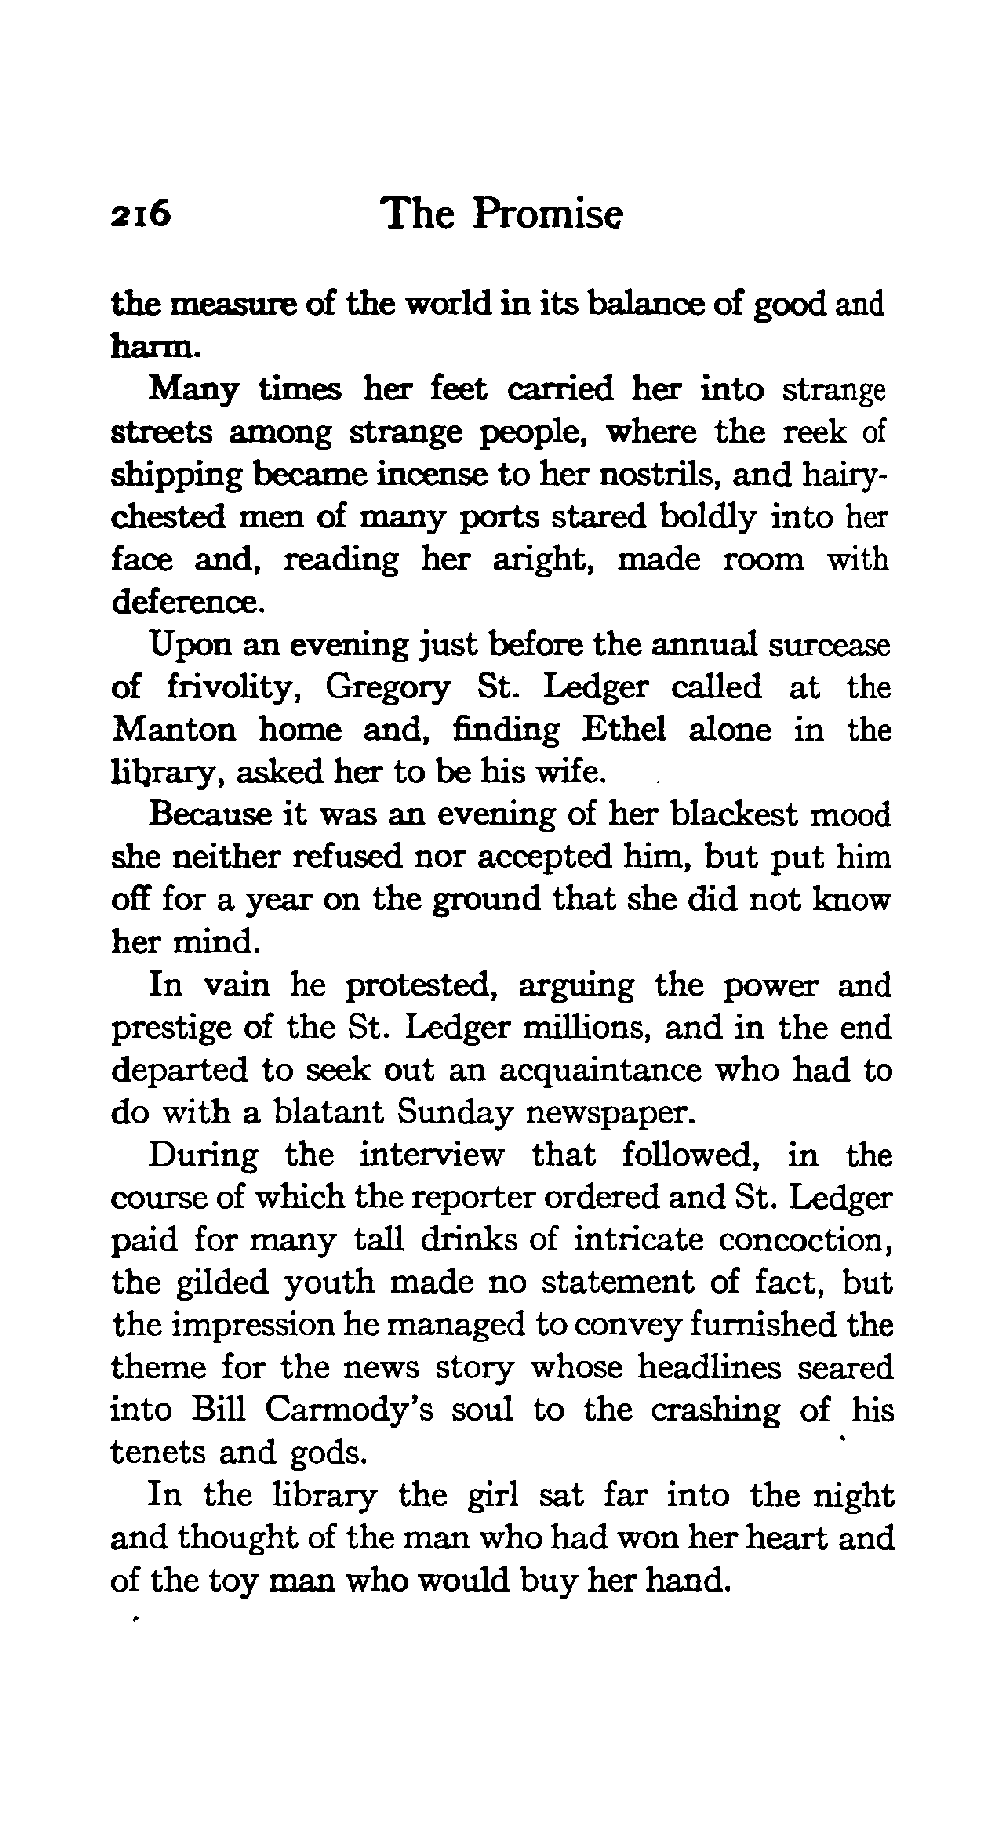 216 The Promise
the measure of the world in its balance of good and
harm.
Many times her feet carried her into strange
streets among strange people, where the reek of
shipping became incense to her nostrils, and hairy-
chested men of many ports stared boldly into her
face and, reading her aright, made room with
deference.
Upon an evening just before the annual surcease
of frivolity, Gregory St. Ledger called at the
Manton home and, finding Ethel alone in the
library, asked her to be his wife.
Because it was an evening of her blackest mood
she neither refused nor accepted him, but put him
off for a year on the ground that she did not know
her mind.
In vain he protested, arguing the power and
prestige of the St. Ledger millions, and in the end
departed to seek out an acquaintance who had to
do with a blatant Sunday newspaper.
During the interview that followed, in the
course of which the reporter ordered and St. Ledger
paid for many tall drinks of intricate concoction,
the gilded youth made no statement of fact, but
the impression he managed to convey furnished the
theme for the news story whose headlines seared
into Bill Carmody's soul to the crashing of his
tenets and gods.
In the library the girl sat far into the night
and thought of the man who had won her heart and
of the toy man who would buy her hand.